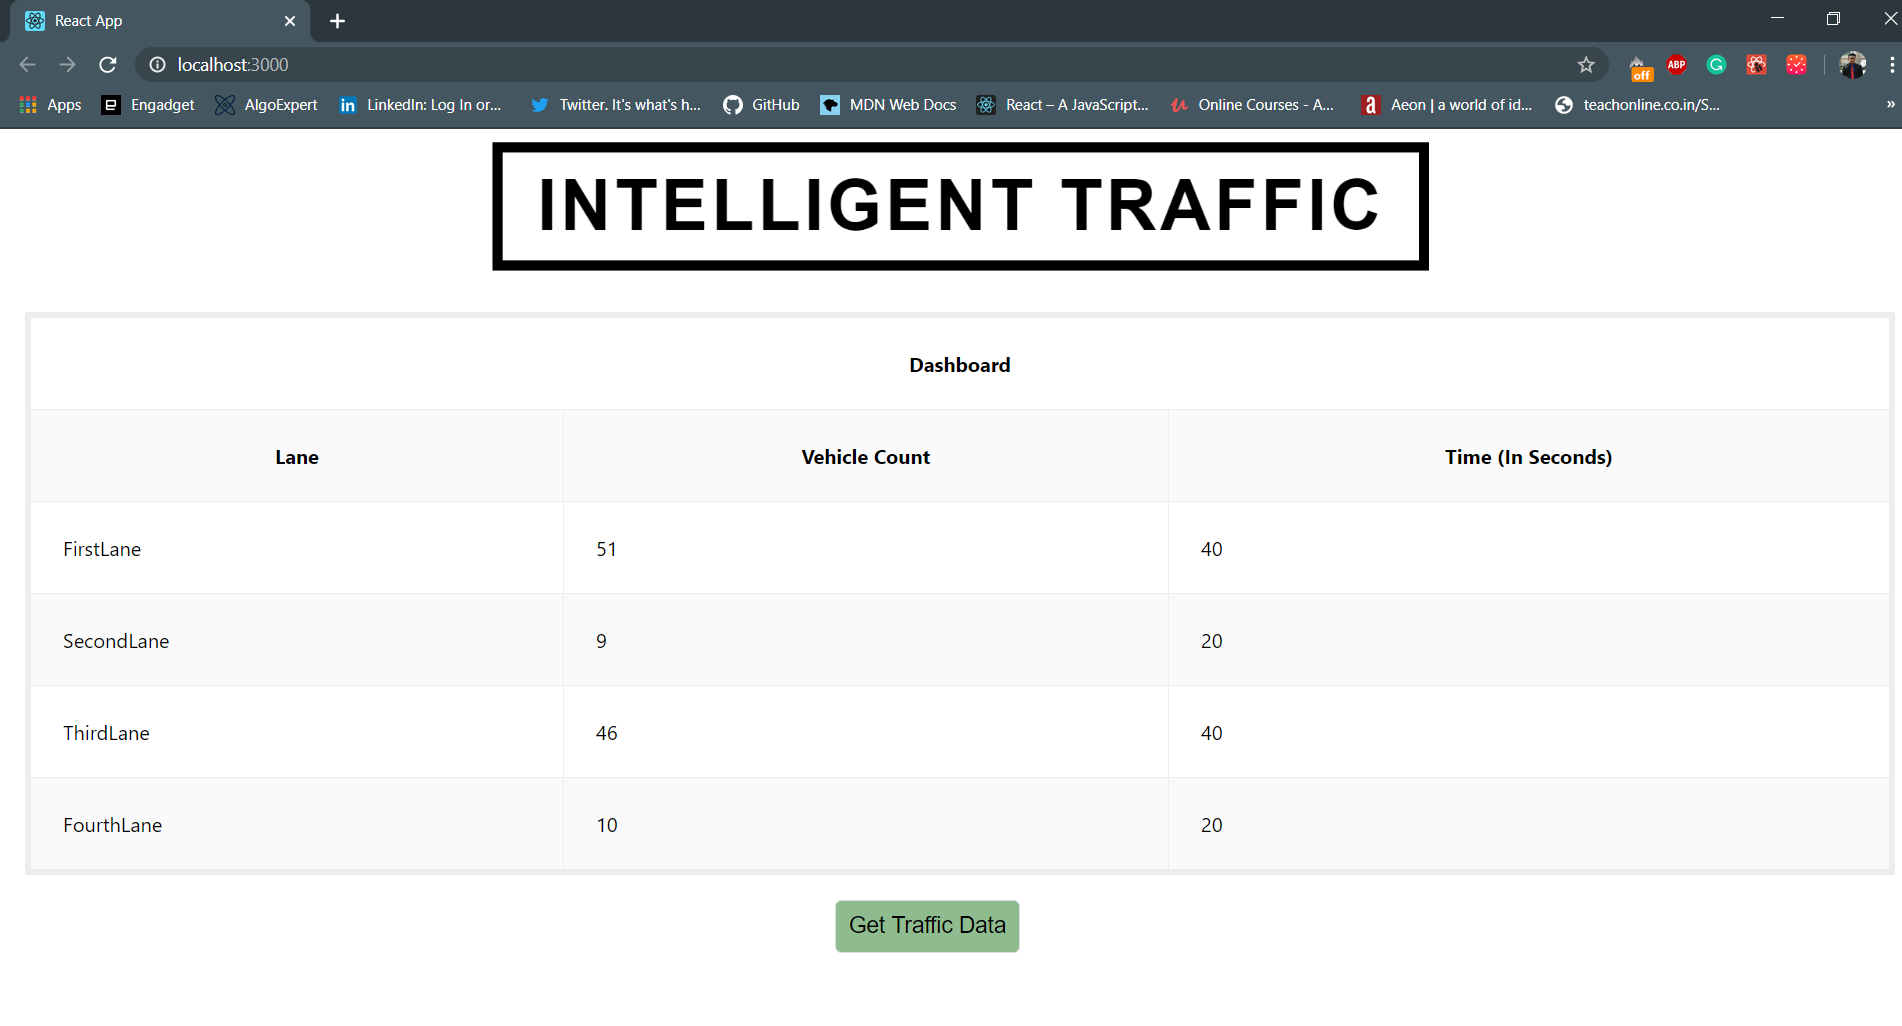 React App
localhost:3000
off
ABP
Apps
Engadget
AlgoExpert
LinkedIn: Log In or...
Twitter. It's what's h...
GitHub
MDN Web Docs
React – A JavaScript...
Online Courses - A...
Aeon | a world of id...
teachonline.co.in/S...
»
INTELLIGENT TRAFFIC
Dashboard
Lane Vehicle Count Time (In Seconds)
FirstLane 51 40
SecondLane 9 20
ThirdLane 46 40
FourthLane 10 20
Get Traffic Data